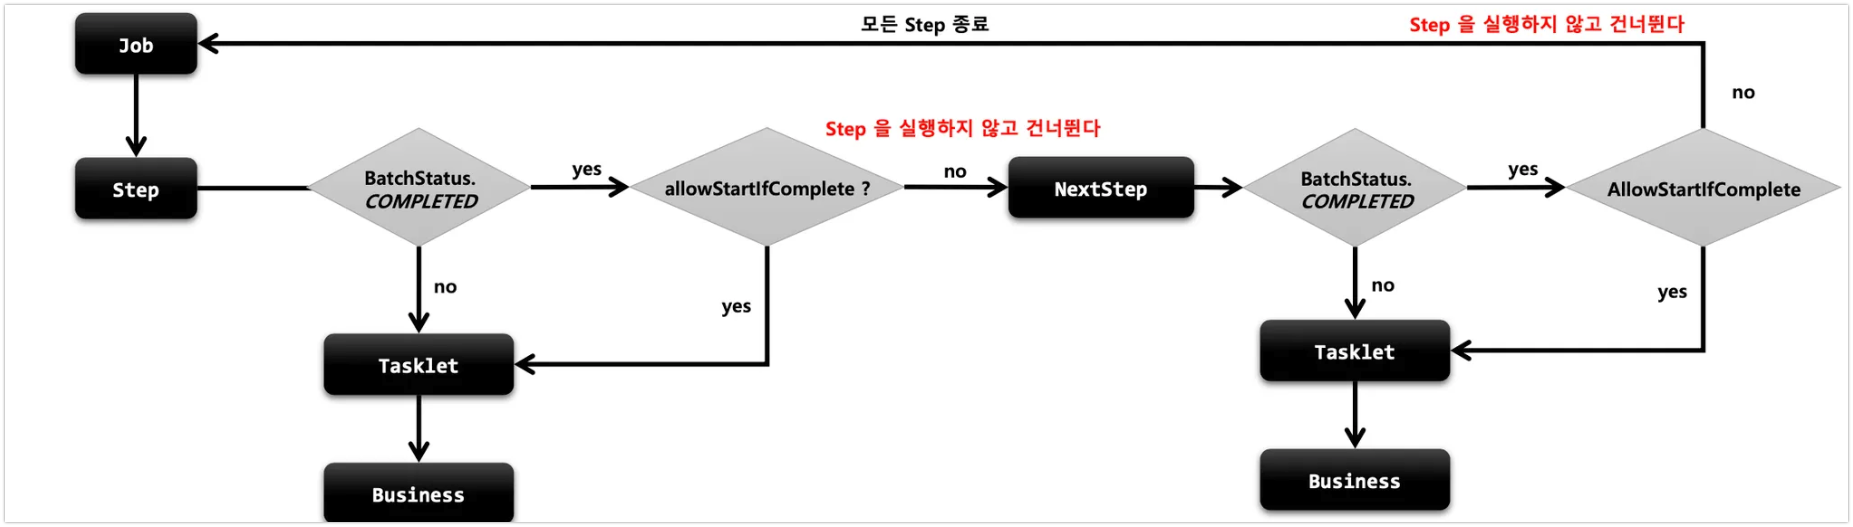 모든 Step 종료
Step 을 실행하지 않고 건너뛴다
Job
no
Step 을 실행하지 않고 건너뛴다
Step
BatchStatus.
COMPLETED
yes
allowStartIfComplete ?
no
NextStep
BatchStatus.
COMPLETED
yes
AllowStartIfComplete
no
yes
no
yes
Tasklet
Tasklet
Business
Business